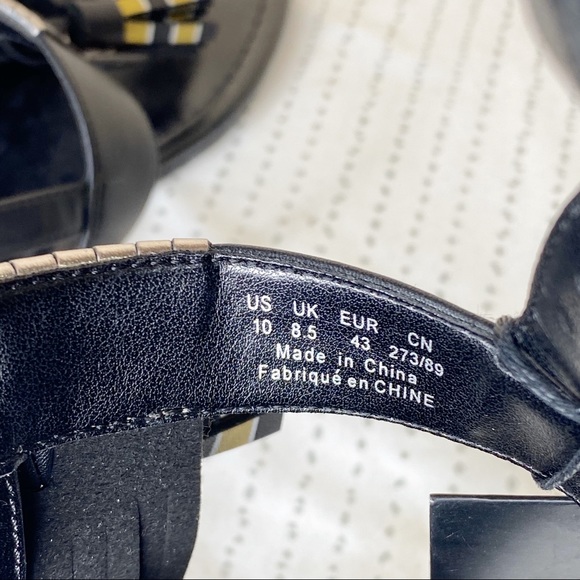 US UK EUR CN
10 8.5 43 273/89
Made in China
Fabriqué en CHINE